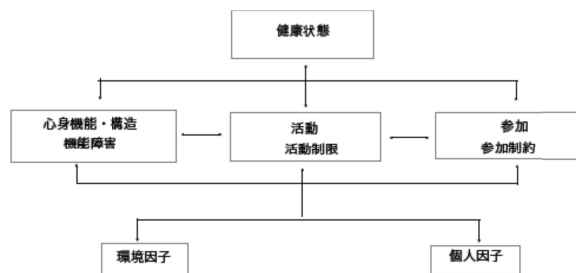 健康状態
心身機能・構造
機能障害
活動
活動制限
参加
参加制約
環境因子
個人因子